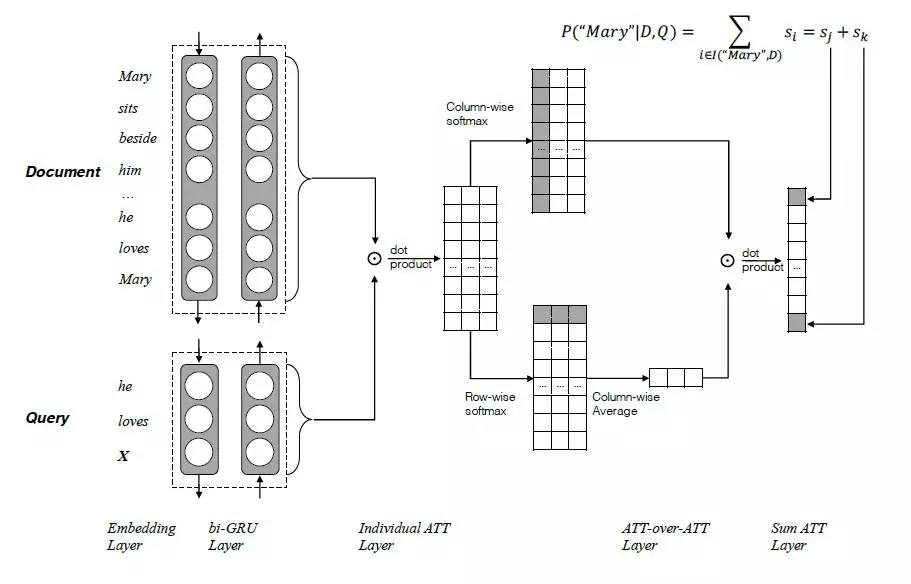 P("Mary"|D,Q) = ∑ s_i = s_j + s_k
i∈I("Mary",D)
Document
Mary
sits
beside
him
...
he
loves
Mary
Query
he
loves
X
dot
product
Column-wise
softmax
... ... ...
... ... ...
Row-wise
softmax
... ... ...
Column-wise
Average
dot
product
...
Embedding
Layer
bi-GRU
Layer
Individual ATT
Layer
ATT-over-ATT
Layer
Sum ATT
Layer